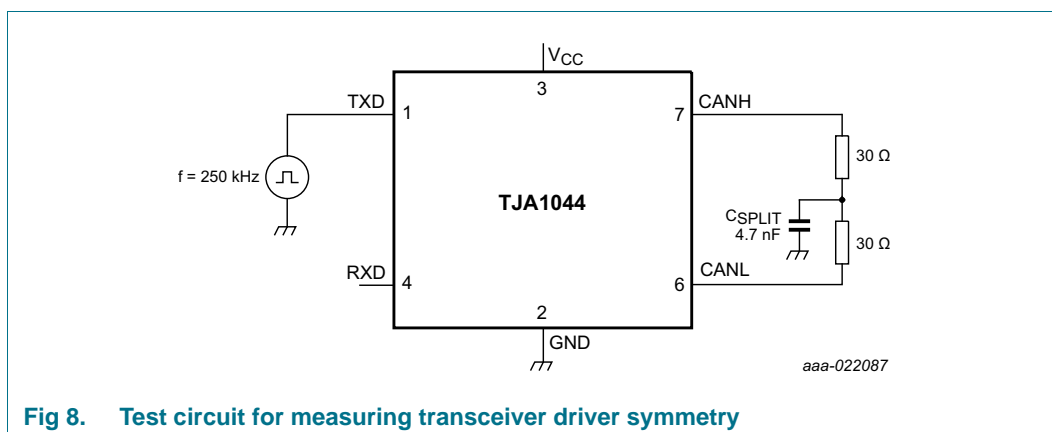 VCC
3
TXD
1
7
CANH
30 Ω
f = 250 kHz
TJA1044
CSPLIT
4.7 nF
30 Ω
RXD
4
6
CANL
2
GND
aaa-022087
Fig 8. Test circuit for measuring transceiver driver symmetry